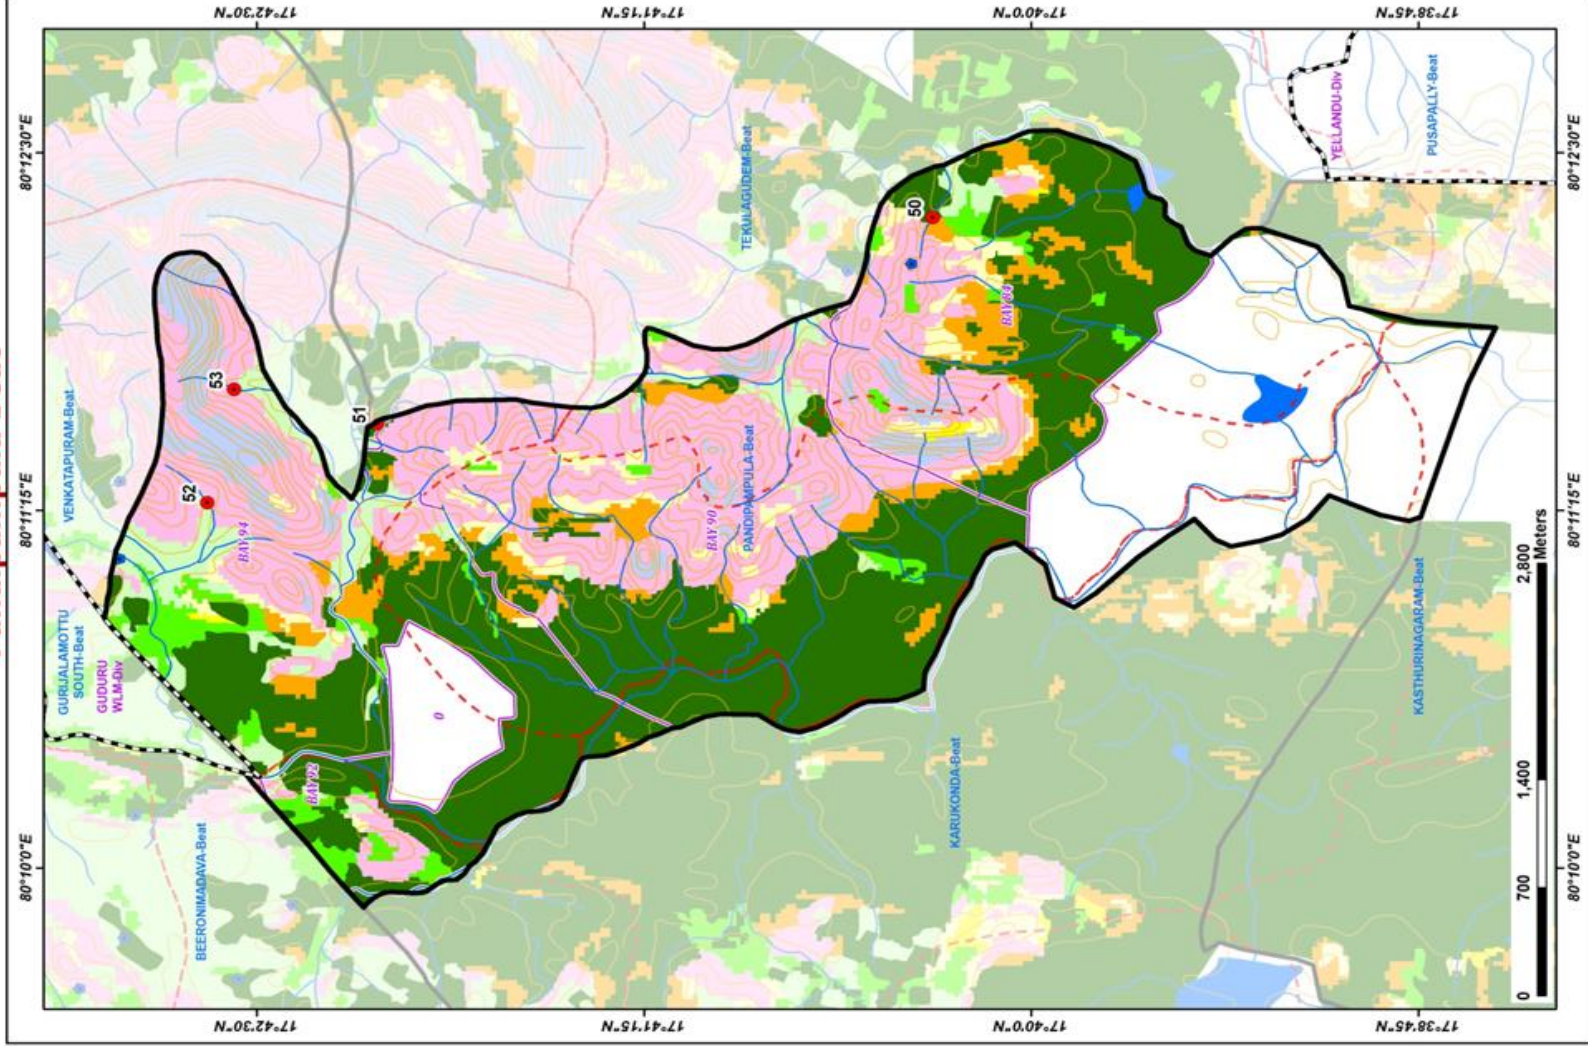 80°10'0"E
80°11'15"E
80°12'30"E
17°42'30"N
17°42'30"N
BEERONIMADAVA-Beat
GURIJALAMOTTU
SOUTH-Beat
GUDURU
WLM-Div
VENKATAPURAM-Beat
52
53
BAY 94
BAY 92
51
0
17°41'15"N
17°41'15"N
BAY 90
PANDIPAMPULA-Beat
TEKULAGUDEM-Beat
50
KARUKONDA-Beat
BAY 84
17°40'0"N
17°40'0"N
YELLANDU-Div
KASTHURINAGARAM-Beat
PUSAPALLY-Beat
17°38'45"N
17°38'45"N
0 700 1,400 2,800
Meters
80°10'0"E
80°11'15"E
80°12'30"E